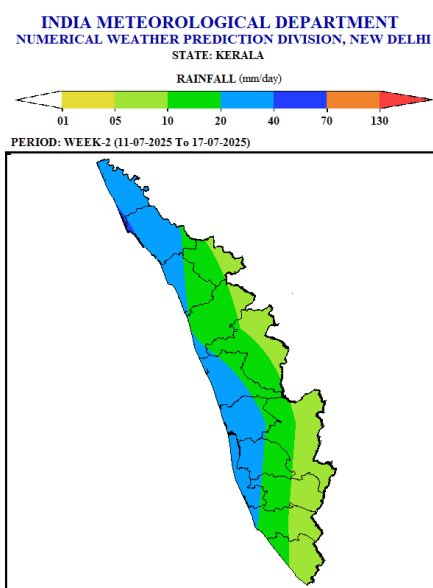 INDIA METEOROLOGICAL DEPARTMENT
NUMERICAL WEATHER PREDICTION DIVISION, NEW DELHI
STATE: KERALA
RAINFALL (mm/day)
01 05 10 20 40 70 130
PERIOD: WEEK-2 (11-07-2025 To 17-07-2025)